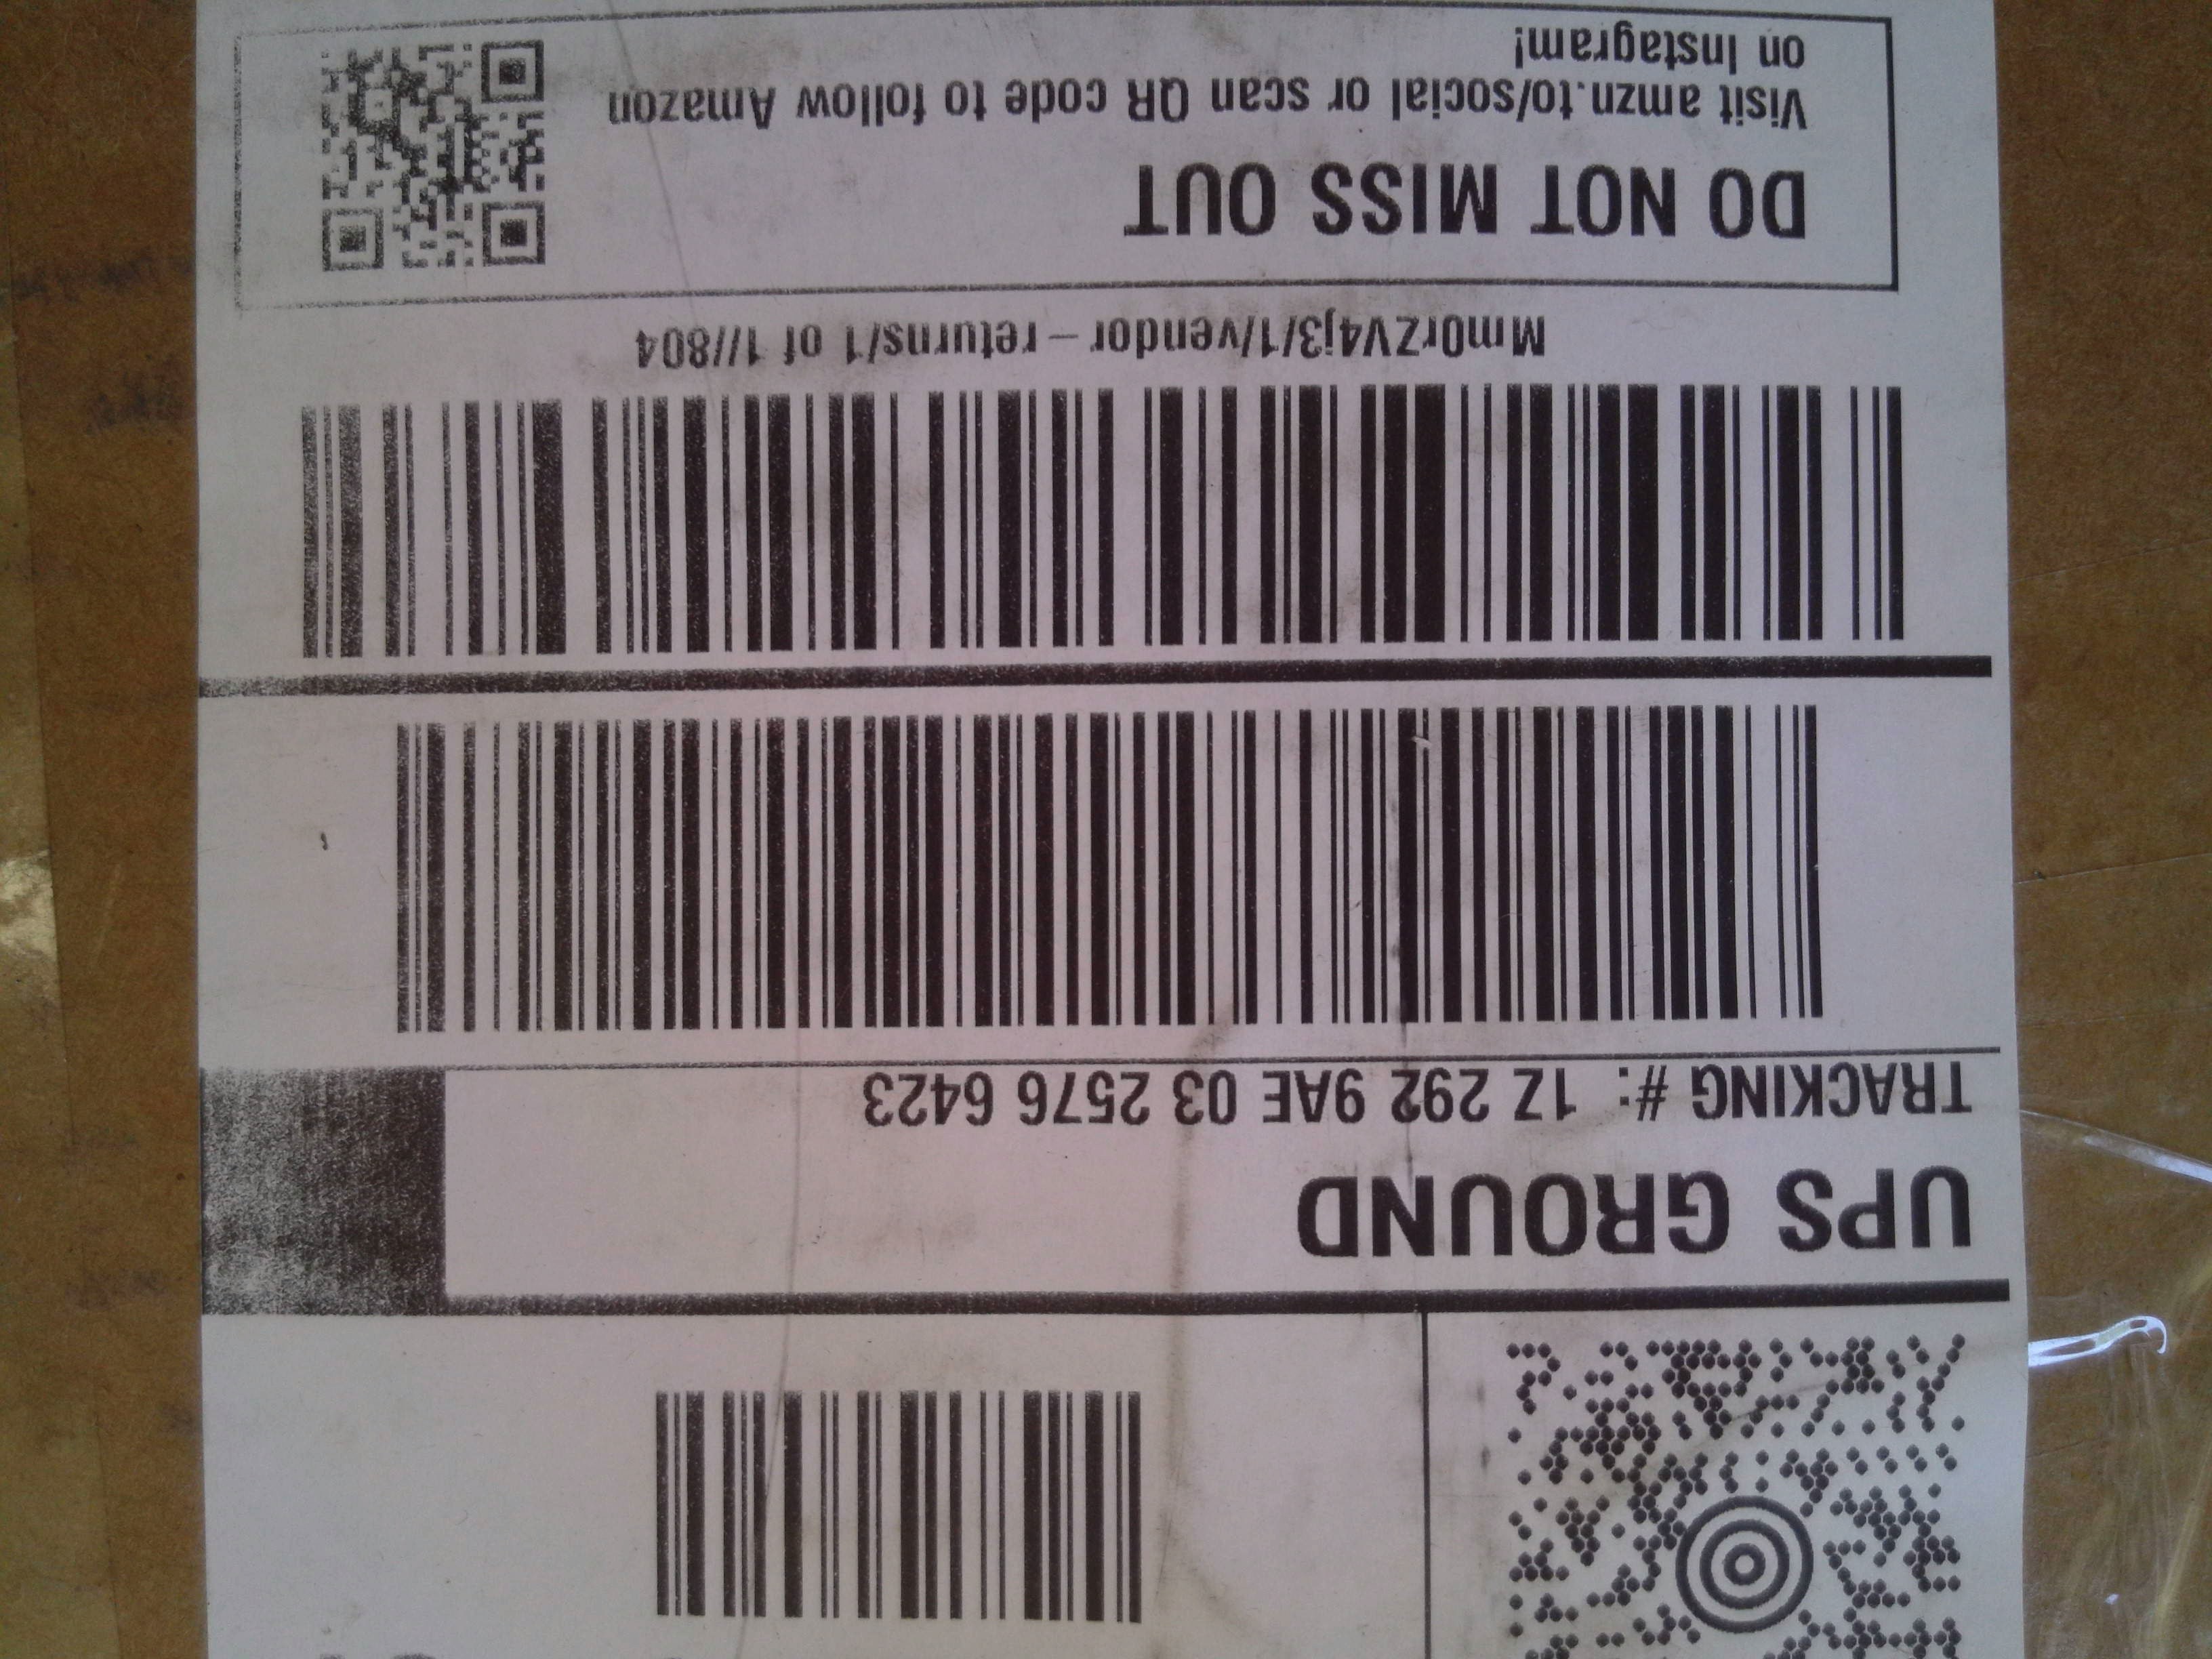 UPS GROUND
TRACKING #: 1Z 292 9AE 03 2576 6423
Mm0rZV4j3/1/vendor-returns/1 of 1//804
DO NOT MISS OUT
Visit amzn.to/social or scan QR code to follow Amazon
on Instagram!